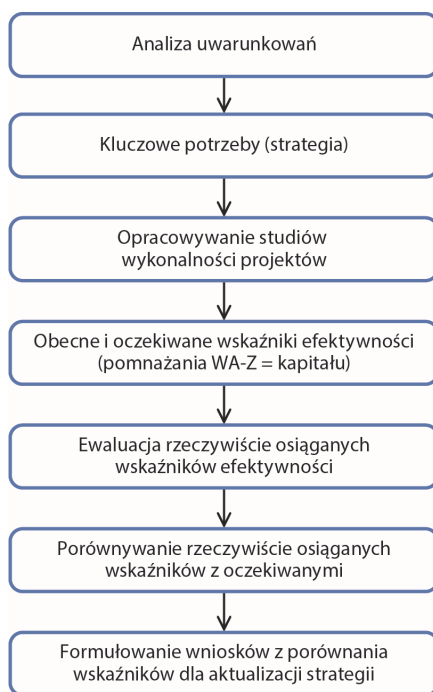 Analiza uwarunkowań
Kluczowe potrzeby (strategia)
Opracowywanie studiów
wykonalności projektów
Obecne i oczekiwane wskaźniki efektywności
(pomnażania WA-Z = kapitału)
Ewaluacja rzeczywiście osiąganych
wskaźników efektywności
Porównywanie rzeczywiście osiąganych
wskaźników z oczekiwanymi
Formułowanie wniosków z porównania
wskaźników dla aktualizacji strategii